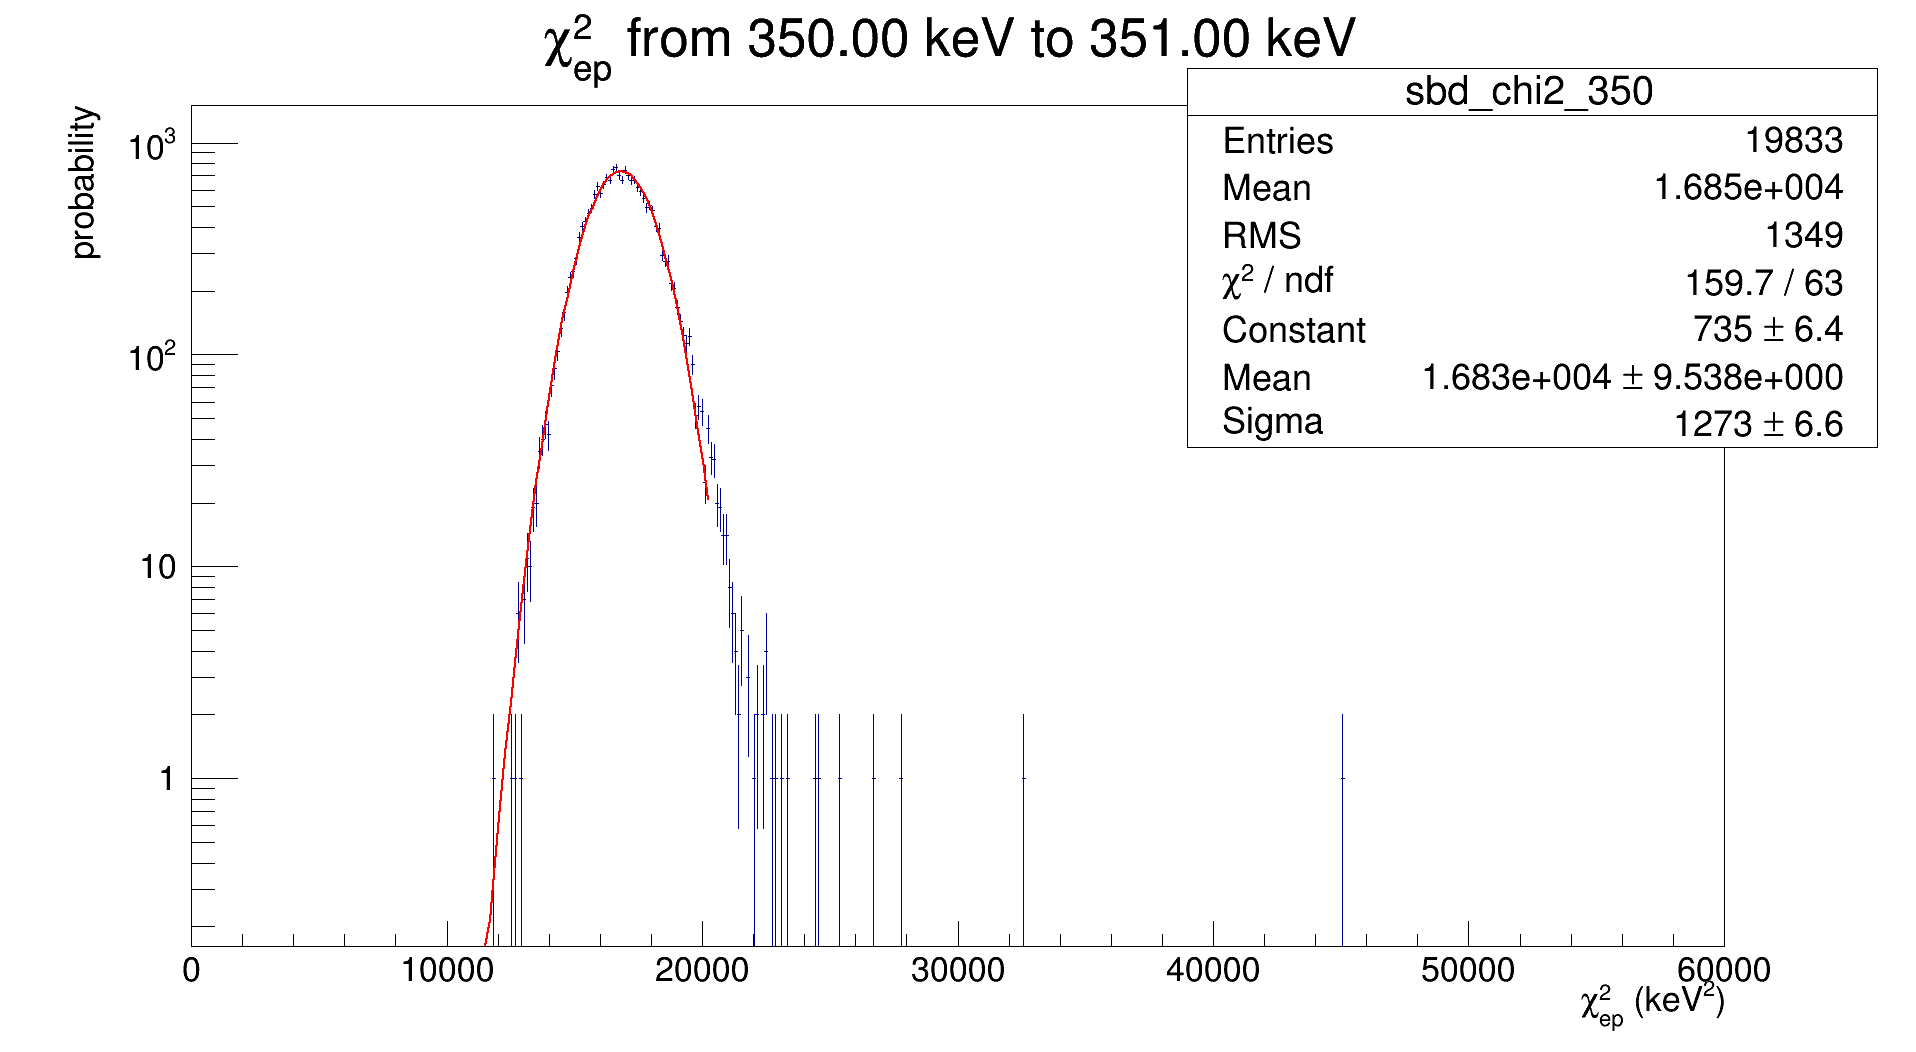 χ²ep from 350.00 keV to 351.00 keV
sbd_chi2_350
Entries 19833
Mean 1.685e+004
RMS 1349
χ² / ndf 159.7 / 63
Constant 735 ± 6.4
Mean 1.683e+004 ± 9.538e+000
Sigma 1273 ± 6.6
probability
10³
10²
10
1
0 10000 20000 30000 40000 50000 60000
χ²ep (keV²)